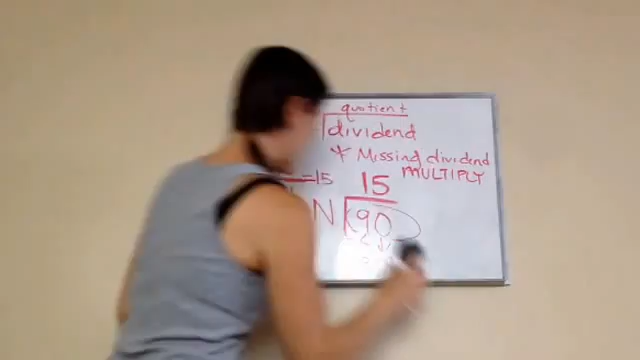 quotient
dividend
* Missing dividend
MULTIPLY
=15
15
N
90